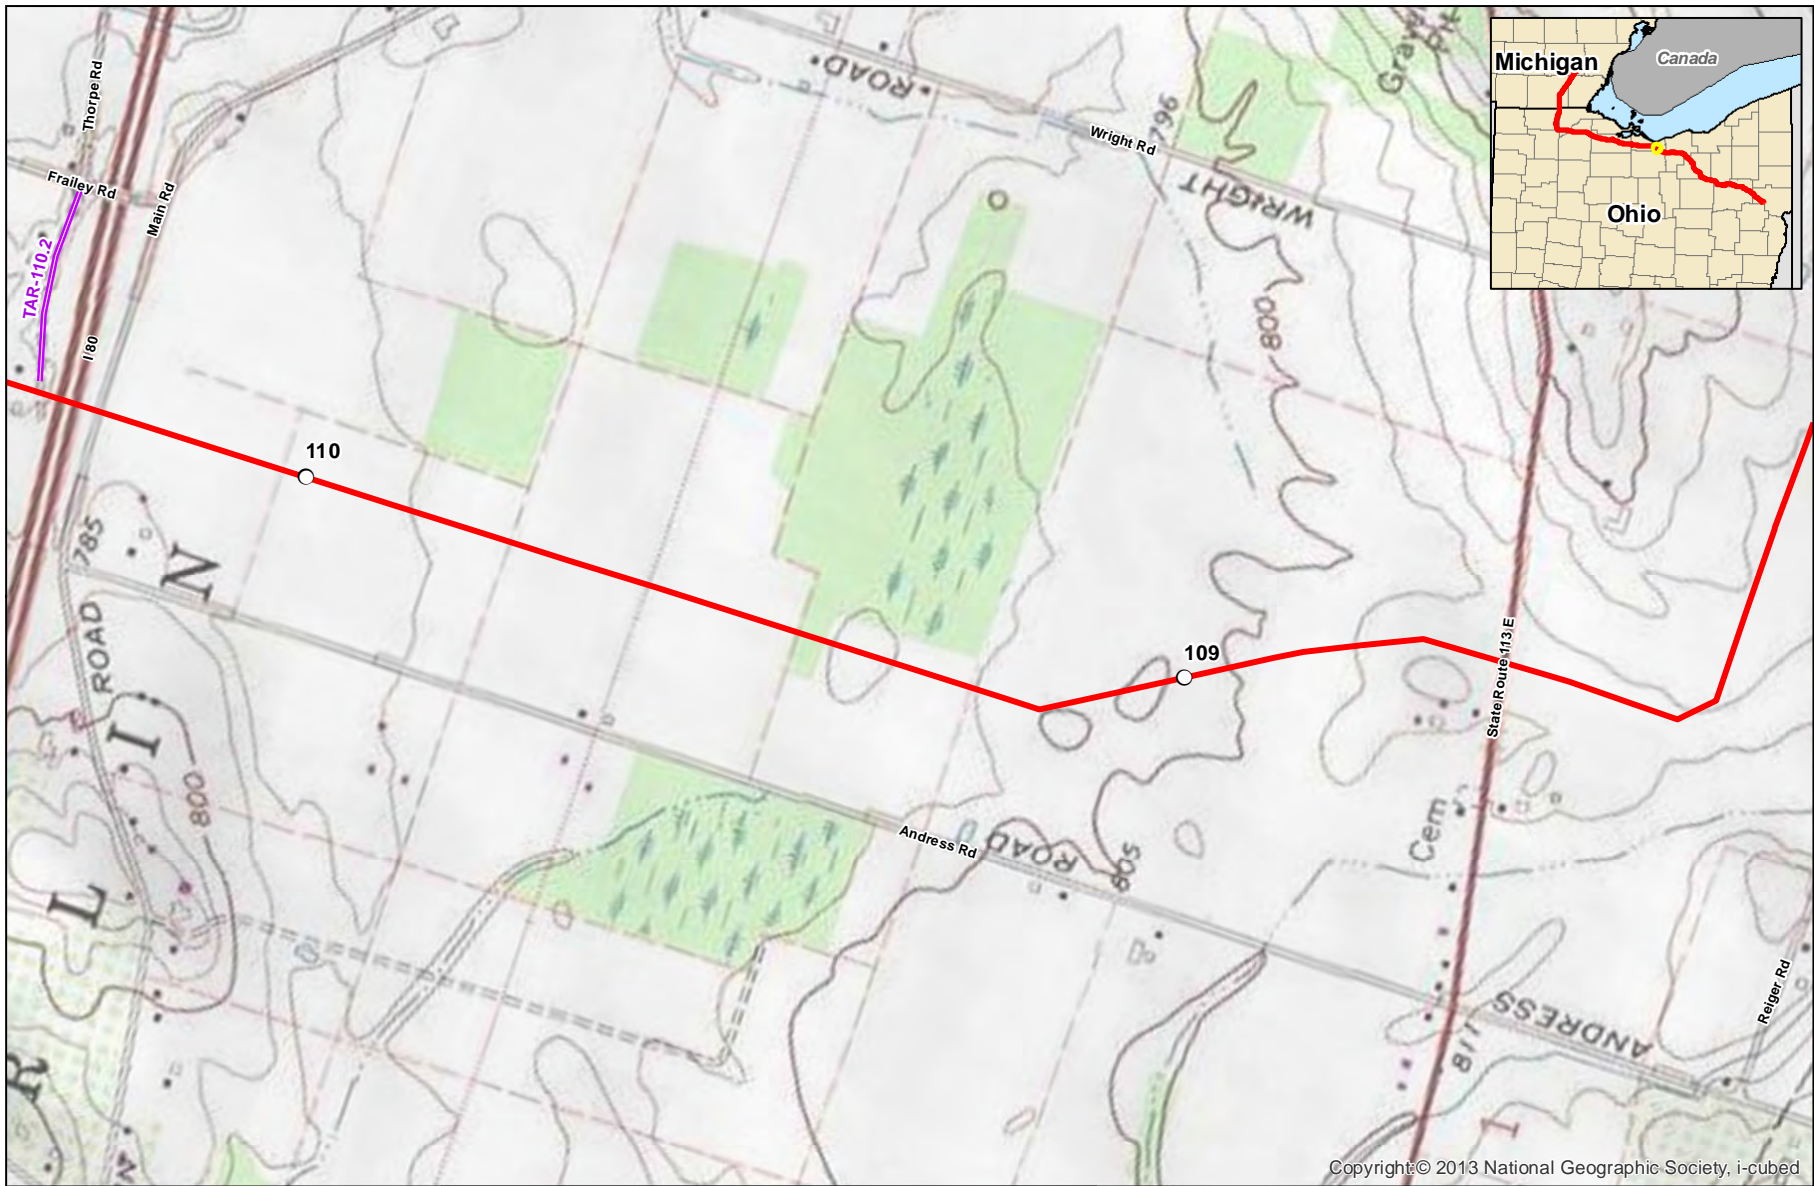 Michigan
Canada
Ohio
Thorpe Rd
ROAD
Wright Rd
796
WRIGHT
Gray
Frailey Rd
Main Rd
TAR-110.2
I 80
800
110
785
N
ROAD
I
L
R
800
109
State Route 113 E
Andress Rd
ROAD
805
Cem
ANDRESS
811
Reiger Rd
I
N
Copyright:© 2013 National Geographic Society, i-cubed